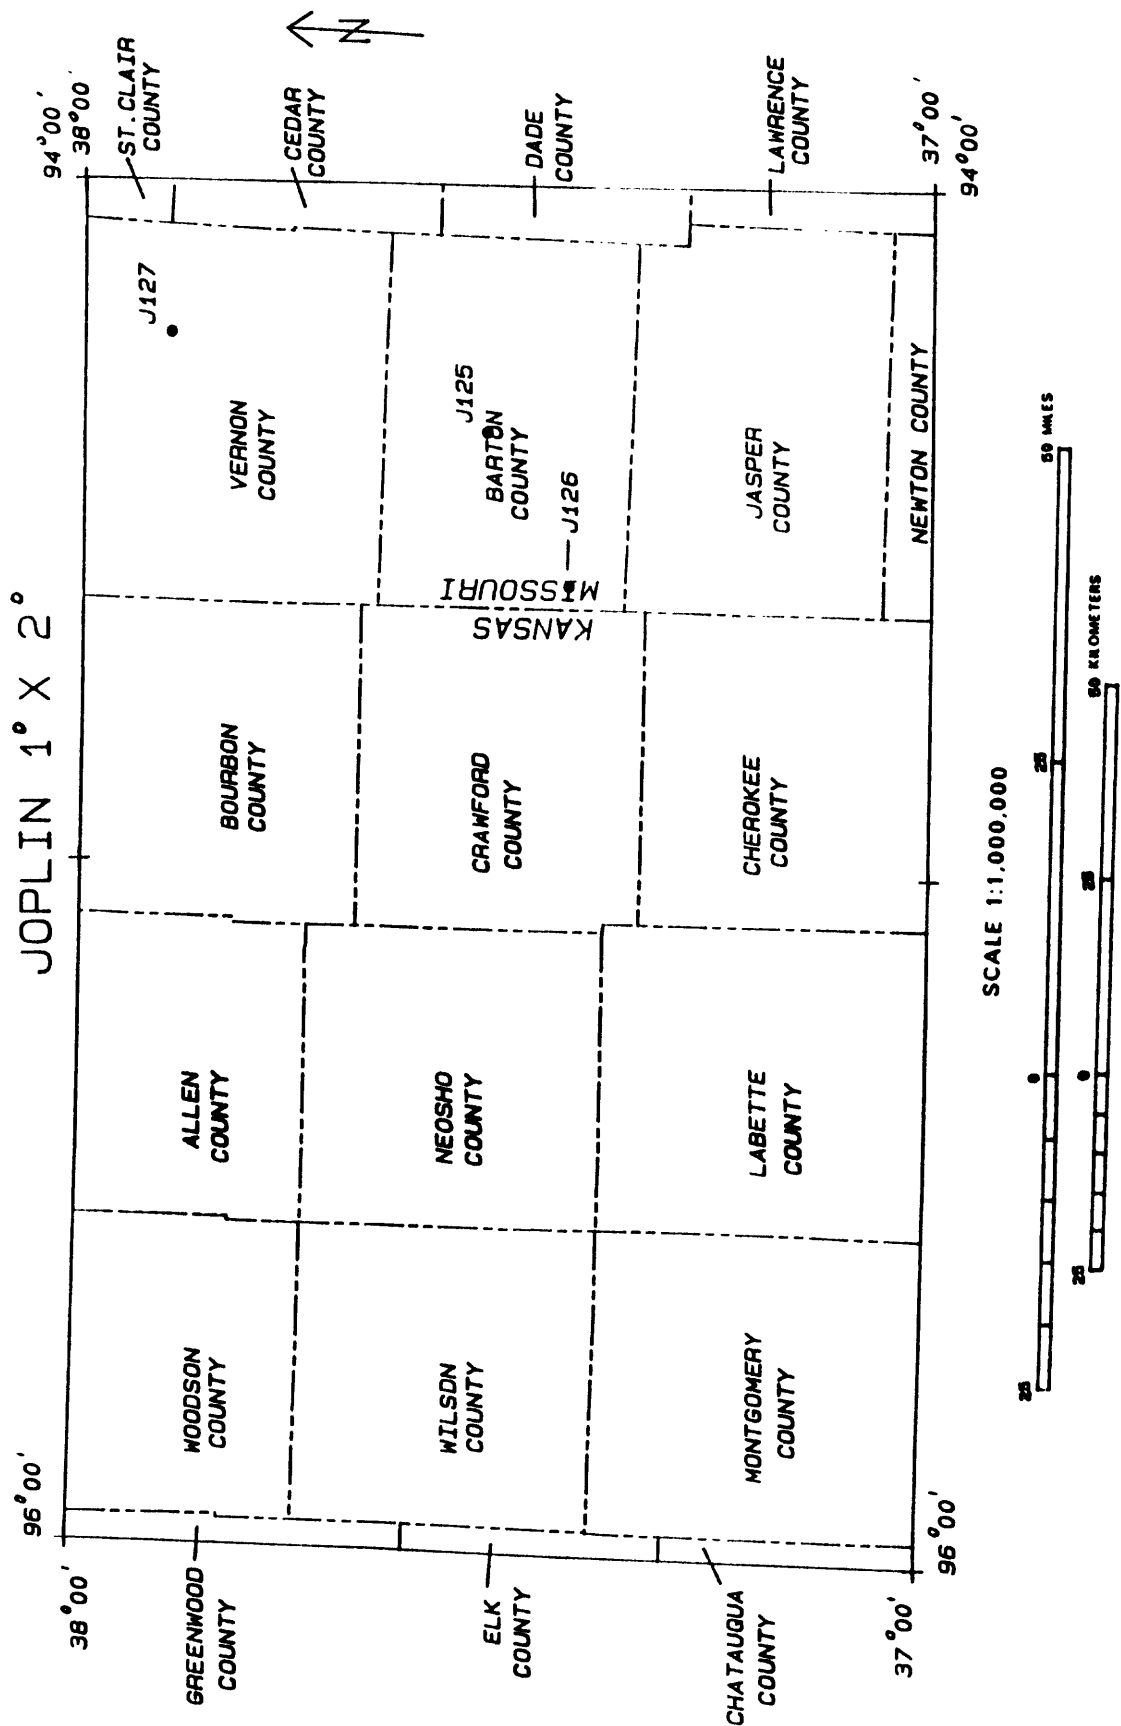 JOPLIN 1° X 2°
96°00'
94°00'
38°00'
38°00'
ST. CLAIR
COUNTY
N
GREENWOOD
COUNTY
WOODSON
COUNTY
ALLEN
COUNTY
BOURBON
COUNTY
VERNON
COUNTY
J127
CEDAR
COUNTY
ELK
COUNTY
WILSON
COUNTY
NEOSHO
COUNTY
CRAWFORD
COUNTY
KANSAS
MISSOURI
J125
BARTON
COUNTY
J126
DADE
COUNTY
CHATAUQUA
COUNTY
MONTGOMERY
COUNTY
LABETTE
COUNTY
CHEROKEE
COUNTY
JASPER
COUNTY
LAWRENCE
COUNTY
NEWTON COUNTY
37°00'
96°00'
37°00'
94°00'
SCALE 1:1,000,000
25 0 25 50 MILES
25 0 25 50 KILOMETERS